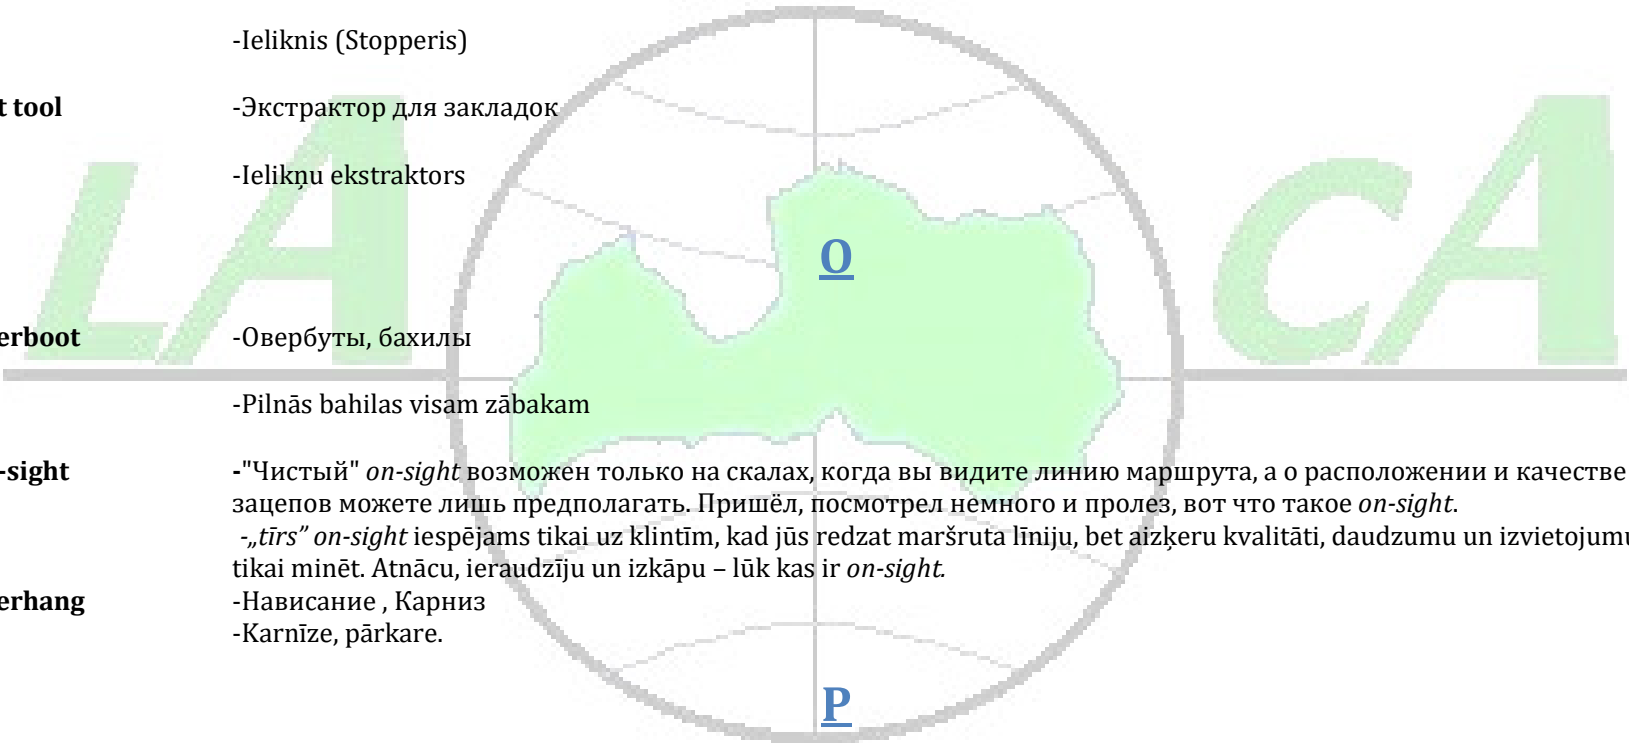 -Ieliknis (Stopperis)
t tool -Экстрактор для закладок
-Ielikņu ekstraktors
O
erboot -Овербуты, бахилы
-Pilnās bahilas visam zābakam
-sight -"Чистый" on-sight возможен только на скалах, когда вы видите линию маршрута, а о расположении и качестве
зацепов можете лишь предполагать. Пришёл, посмотрел немного и пролез, вот что такое on-sight.
-„tīrs” on-sight iespējams tikai uz klintīm, kad jūs redzat maršruta līniju, bet aizķeru kvalitāti, daudzumu un izvietojumu
tikai minēt. Atnācu, ieraudzīju un izkāpu – lūk kas ir on-sight.
erhang -Нависание , Карниз
-Karnīze, pārkare.
P
LA CA